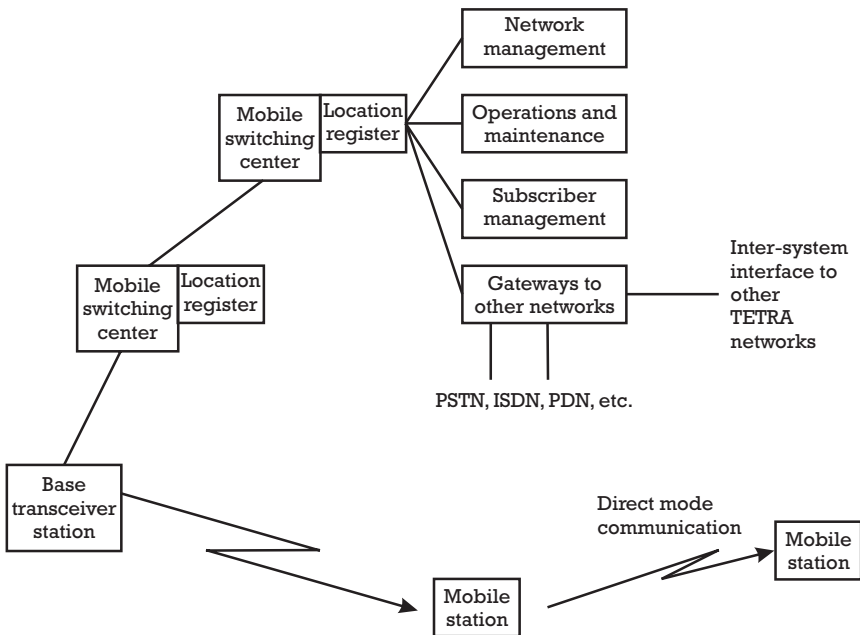 Network
management
Mobile
switching
center
Location
register
Operations and
maintenance
Subscriber
management
Mobile
switching
center
Location
register
Gateways to
other networks
Inter-system
interface to
other
TETRA
networks
PSTN, ISDN, PDN, etc.
Base
transceiver
station
Direct mode
communication
Mobile
station
Mobile
station